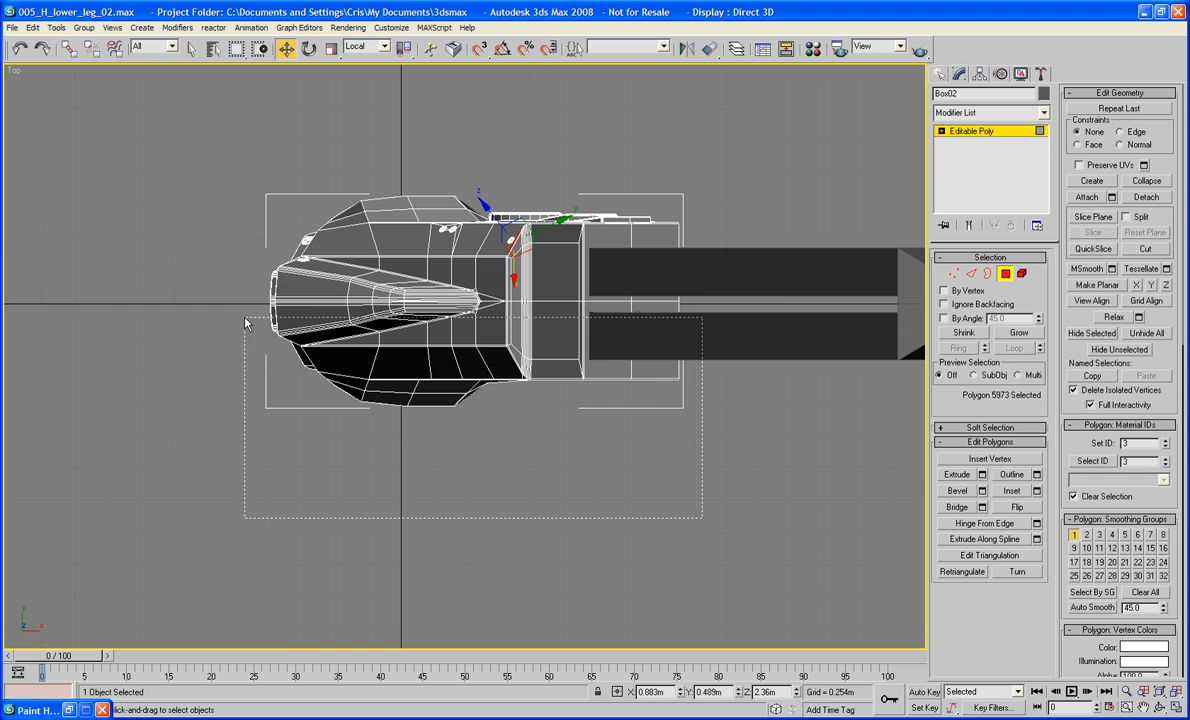 005_H_lower_leg_02.max - Project Folder: C:\Documents and Settings\Cris\My Documents\3dsmax - Autodesk 3ds Max 2008 - Not for Resale - Display : Direct 3D
File Edit Tools Group Views Create Modifiers reactor Animation Graph Editors Rendering Customize MAXScript Help
All Local View
Top
Box02
Modifier List
Editable Poly
Selection
By Vertex
Ignore Backfacing
By Angle: 45.0
Shrink Grow
Ring Loop
Preview Selection
Off SubObj Multi
Polygon 5973 Selected
Soft Selection
Edit Polygons
Insert Vertex
Extrude Outline
Bevel Inset
Bridge Flip
Hinge From Edge
Extrude Along Spline
Edit Triangulation
Retriangulate Turn
Edit Geometry
Repeat Last
Constraints
None Edge
Face Normal
Preserve UVs
Create Collapse
Attach Detach
Slice Plane Split
Slice Reset Plane
QuickSlice Cut
MSmooth Tessellate
Make Planar X Y Z
View Align Grid Align
Relax
Hide Selected Unhide All
Hide Unselected
Named Selections:
Copy Paste
Delete Isolated Vertices
Full Interactivity
Polygon: Material IDs
Set ID: 3
Select ID 3
Clear Selection
Polygon: Smoothing Groups
1 2 3 4 5 6 7 8
9 10 11 12 13 14 15 16
17 18 19 20 21 22 23 24
25 26 27 28 29 30 31 32
Select By SG Clear All
Auto Smooth 45.0
Polygon: Vertex Colors
Color:
Illumination:
Alpha: 100.0
z
y
y
z x
0 / 100
0 5 10 15 20 25 30 35 40 45 50 55 60 65 70 75 80 85 90 95 100
1 Object Selected X: 0.883m Y: 0.489m Z: 2.36m Grid = 0.254m Auto Key Selected
Paint H... click-and-drag to select objects Add Time Tag Set Key Key Filters... 0